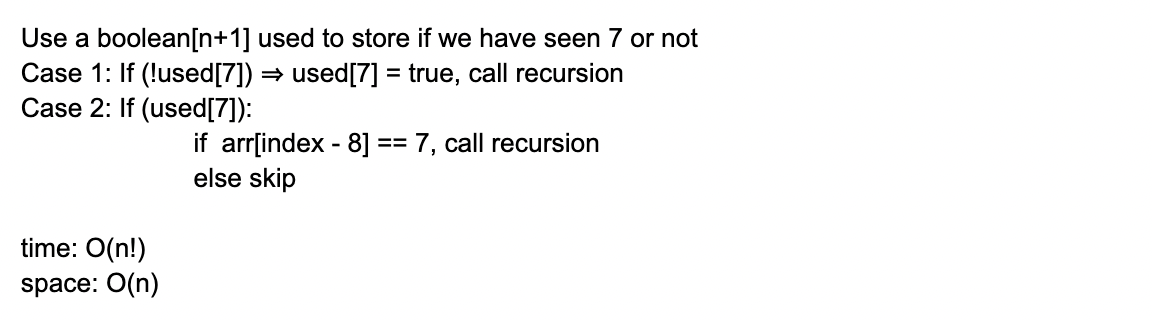 Use a boolean[n+1] used to store if we have seen 7 or not
Case 1: If (!used[7]) ⇒ used[7] = true, call recursion
Case 2: If (used[7]):
if  arr[index - 8] == 7, call recursion
else skip
time: O(n!)
space: O(n)